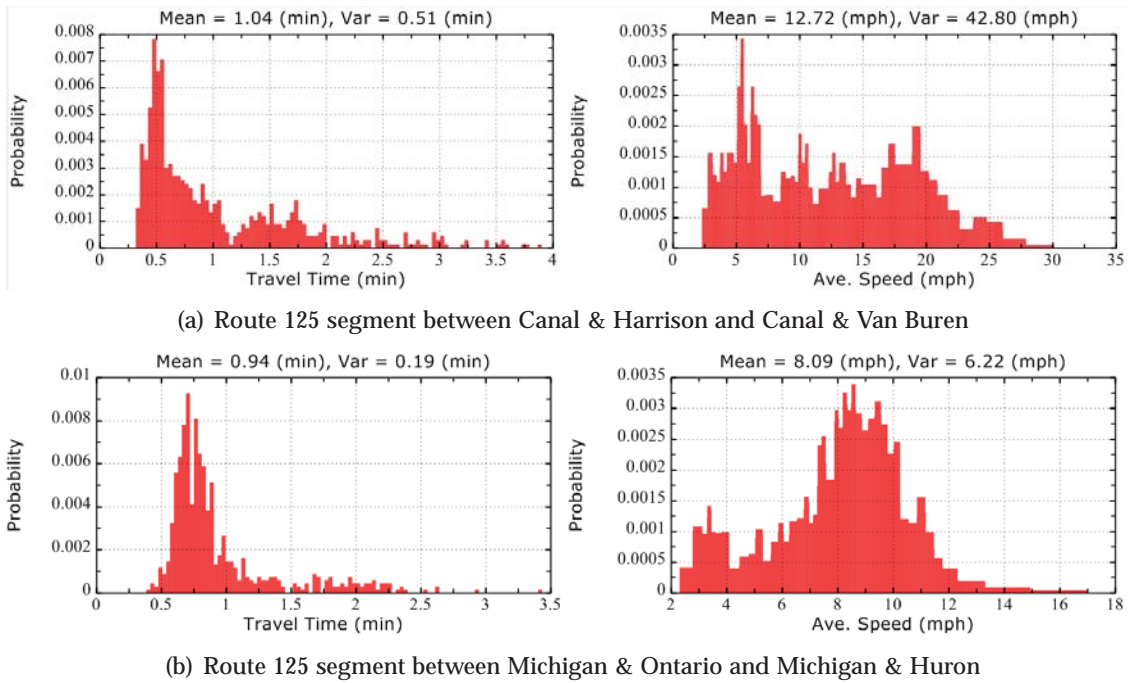 Mean = 1.04 (min), Var = 0.51 (min)
0.008
0.007
0.006
0.005
0.004
0.003
0.002
0.001
0
Probability
0 0.5 1 1.5 2 2.5 3 3.5 4
Travel Time (min)
Mean = 12.72 (mph), Var = 42.80 (mph)
0.0035
0.003
0.0025
0.002
0.0015
0.001
0.0005
0
Probability
0 5 10 15 20 25 30 35
Ave. Speed (mph)
(a) Route 125 segment between Canal & Harrison and Canal & Van Buren
Mean = 0.94 (min), Var = 0.19 (min)
0.01
0.008
0.006
0.004
0.002
0
Probability
0 0.5 1 1.5 2 2.5 3 3.5
Travel Time (min)
Mean = 8.09 (mph), Var = 6.22 (mph)
0.0035
0.003
0.0025
0.002
0.0015
0.001
0.0005
0
Probability
2 4 6 8 10 12 14 16 18
Ave. Speed (mph)
(b) Route 125 segment between Michigan & Ontario and Michigan & Huron